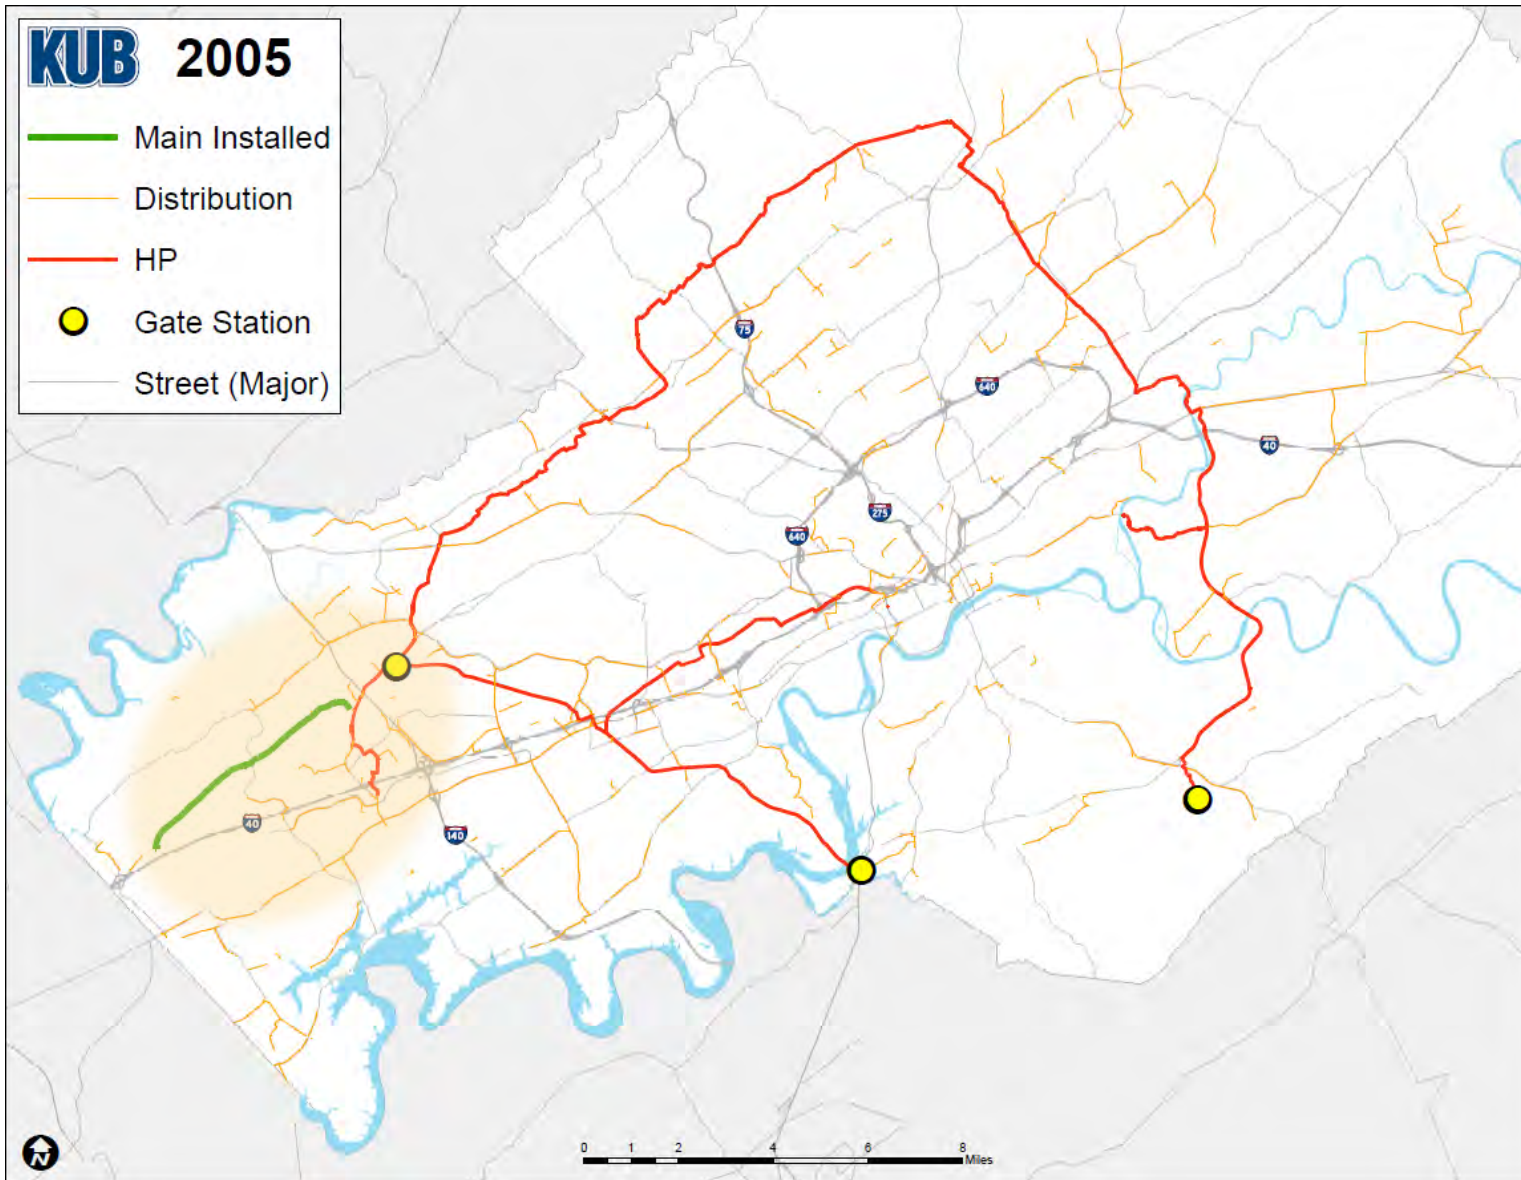 KUB 2005
Main Installed
Distribution
HP
Gate Station
Street (Major)
75
640
40
275
640
40
140
0 1 2 4 6 8
Miles
N